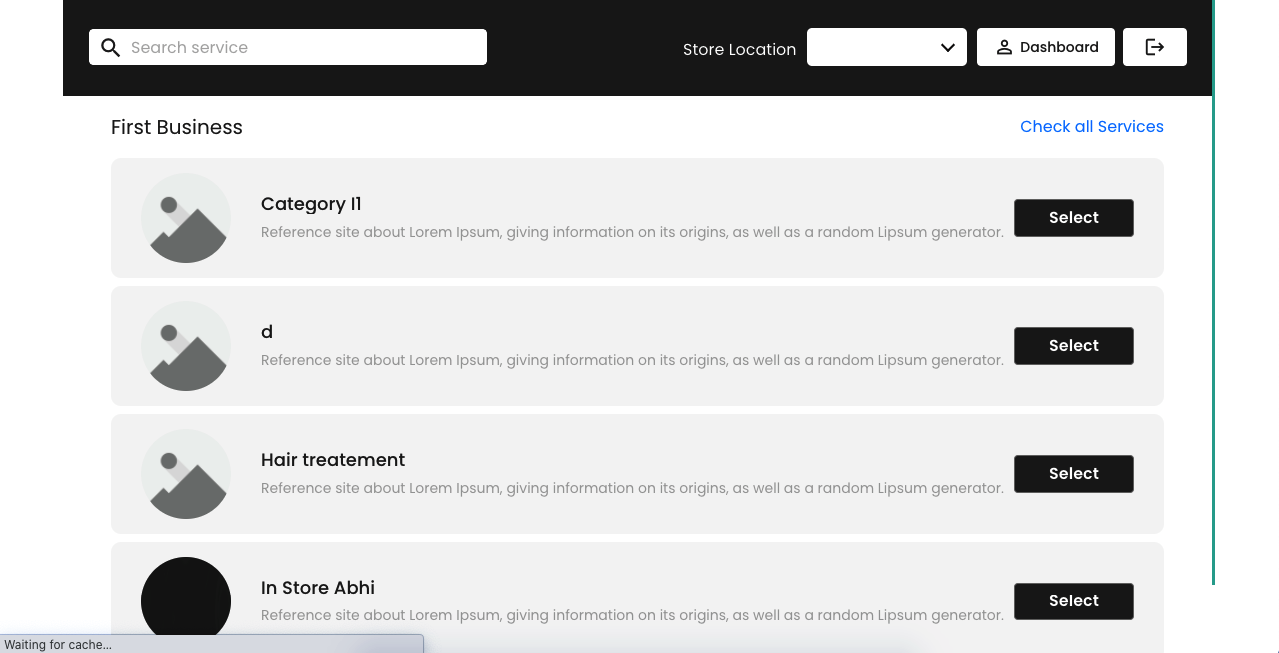 Search service
Store Location
Dashboard
First Business
Check all Services
Category I1
Reference site about Lorem Ipsum, giving information on its origins, as well as a random Lipsum generator.
Select
d
Reference site about Lorem Ipsum, giving information on its origins, as well as a random Lipsum generator.
Select
Hair treatement
Reference site about Lorem Ipsum, giving information on its origins, as well as a random Lipsum generator.
Select
In Store Abhi
Reference site about Lorem Ipsum, giving information on its origins, as well as a random Lipsum generator.
Select
Waiting for cache...